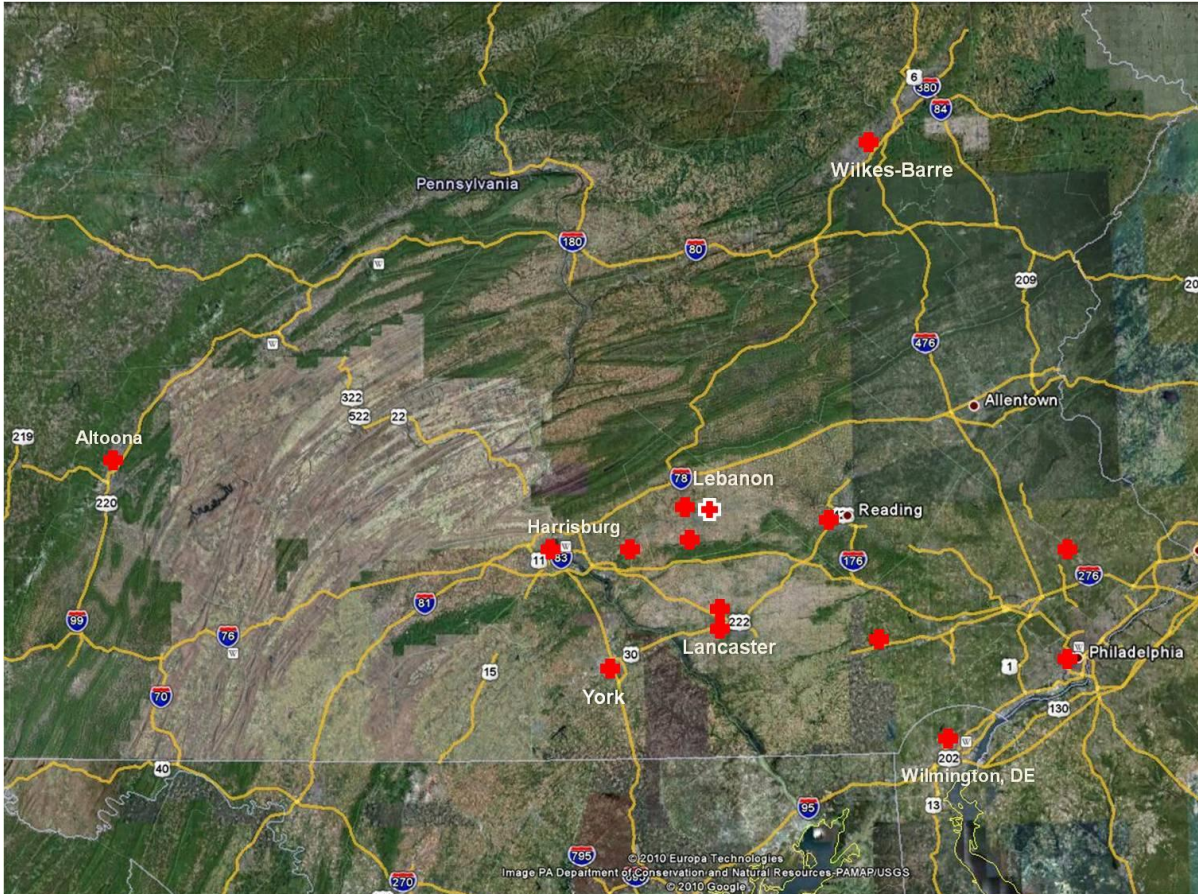 6
380
84
Wilkes-Barre
Pennsylvania
180
80
W
209
20
W
476
322
522
22
Allentown
219
Altoona
220
78
Lebanon
Reading
Harrisburg
W
11
83
176
276
81
222
99
76
W
Lancaster
30
W
Philadelphia
1
15
York
70
130
W
202
40
Wilmington, DE
95
13
795
© 2010 Europa Technologies
Image PA Department of Conservation and Natural Resources-PAMAP/USGS
270
© 2010 Google